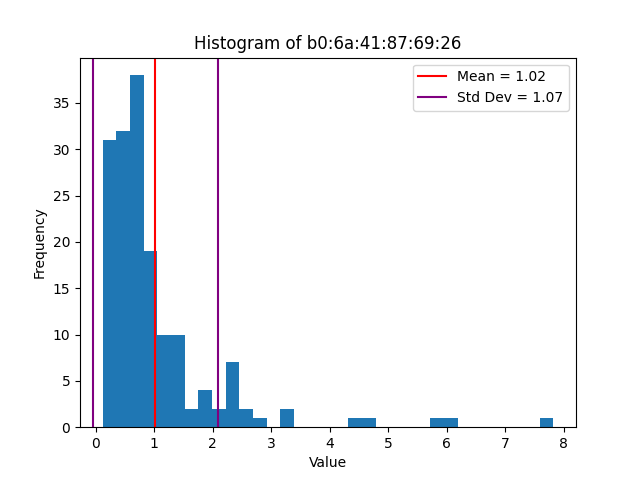 Histogram of b0:6a:41:87:69:26
Mean = 1.02
Std Dev = 1.07
35
30
25
20
15
10
5
0
Frequency
0 1 2 3 4 5 6 7 8
Value